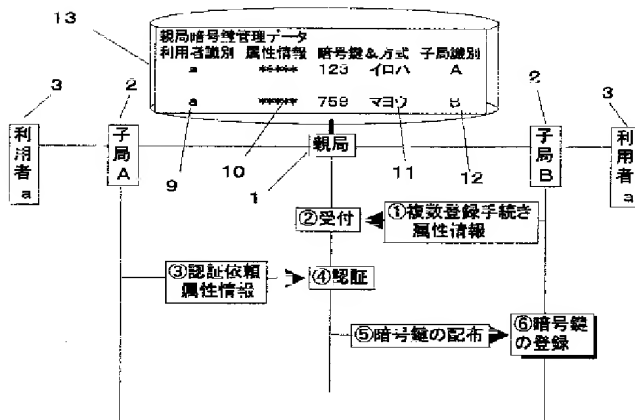 13
親局暗号鍵管理データ
利用者識別 属性情報 暗号鍵&方式 子局識別
a ***** 123 イロハ A
a ***** 759 マヨウ B
3
2
2
3
利用者a
子局A
親局
子局B
利用者a
9
10
1
11
12
②受付
①複数登録手続き
属性情報
③認証依頼
属性情報
④認証
⑤暗号鍵の配布
⑥暗号鍵
の登録